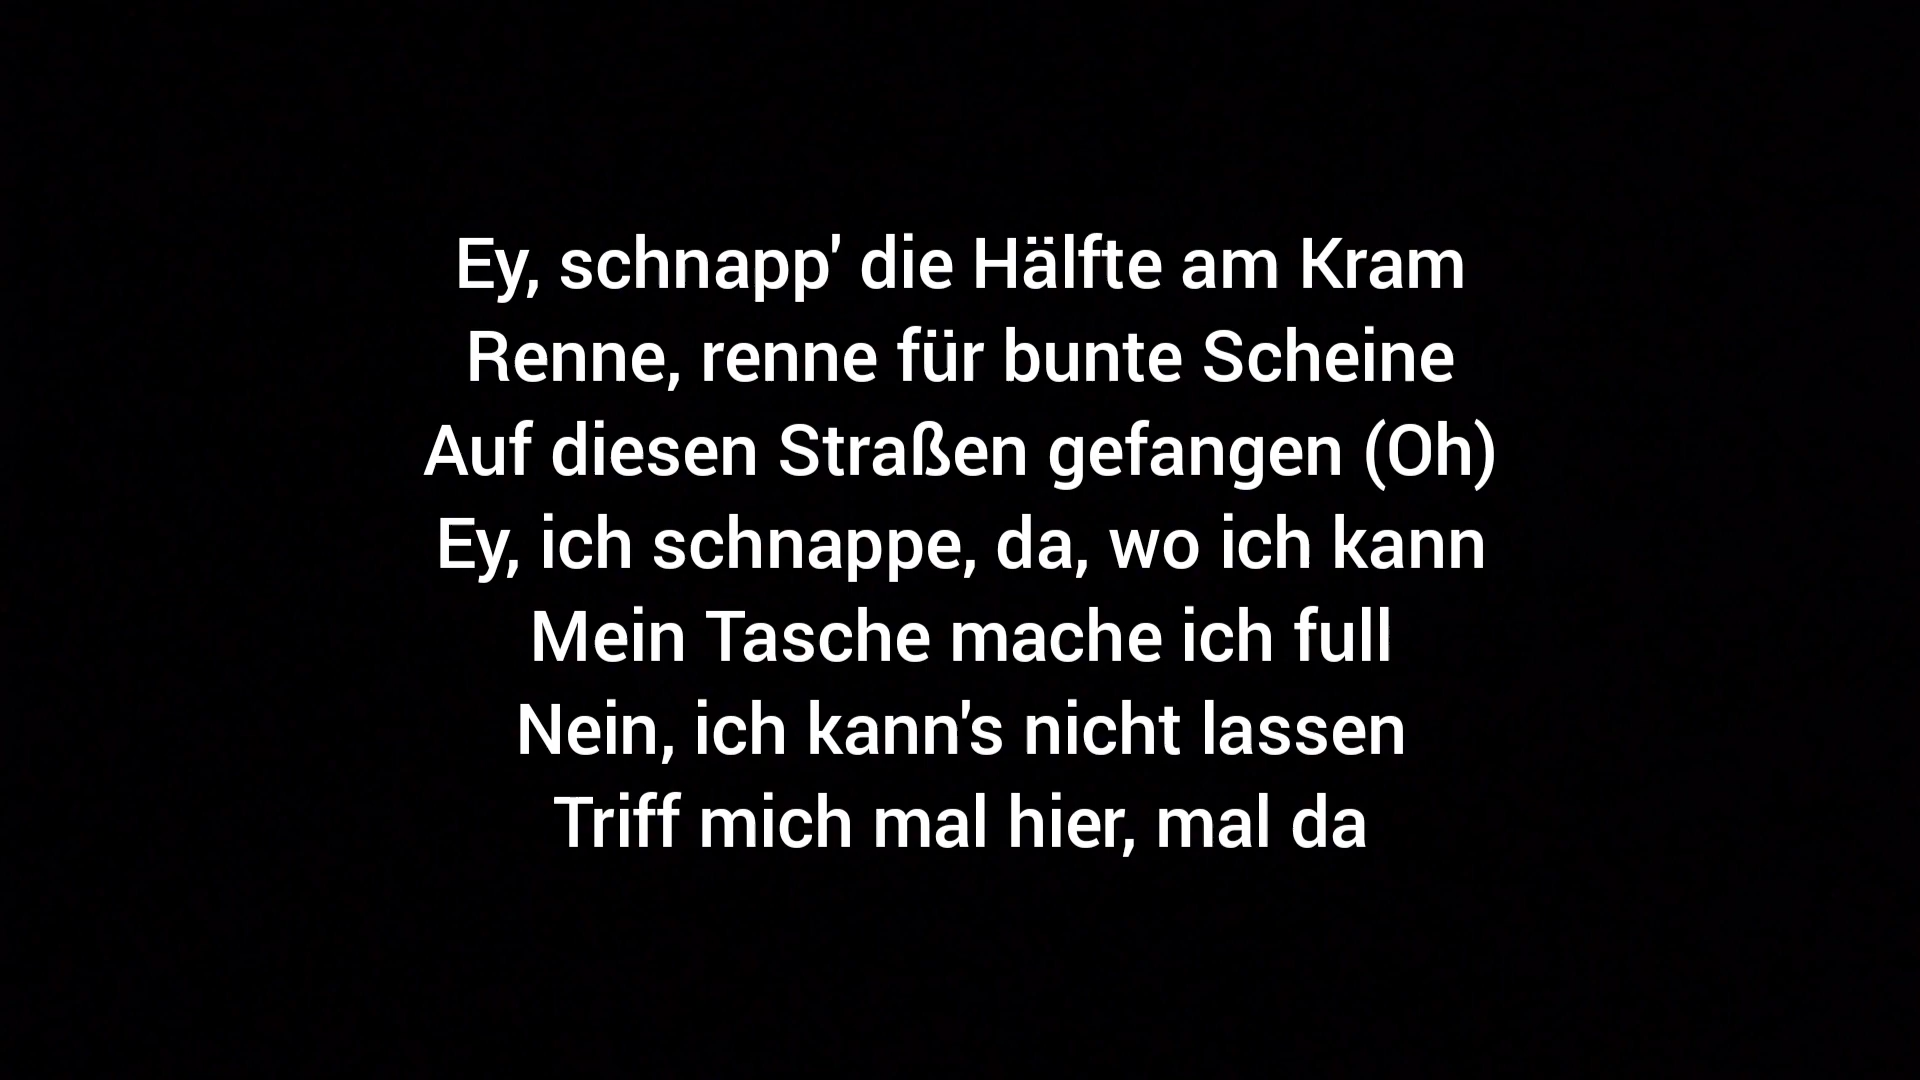 Ey, schnapp' die Hälfte am Kram
Renne, renne für bunte Scheine
Auf diesen Straßen gefangen (Oh)
Ey, ich schnappe, da, wo ich kann
Mein Tasche mache ich full
Nein, ich kann's nicht lassen
Triff mich mal hier, mal da